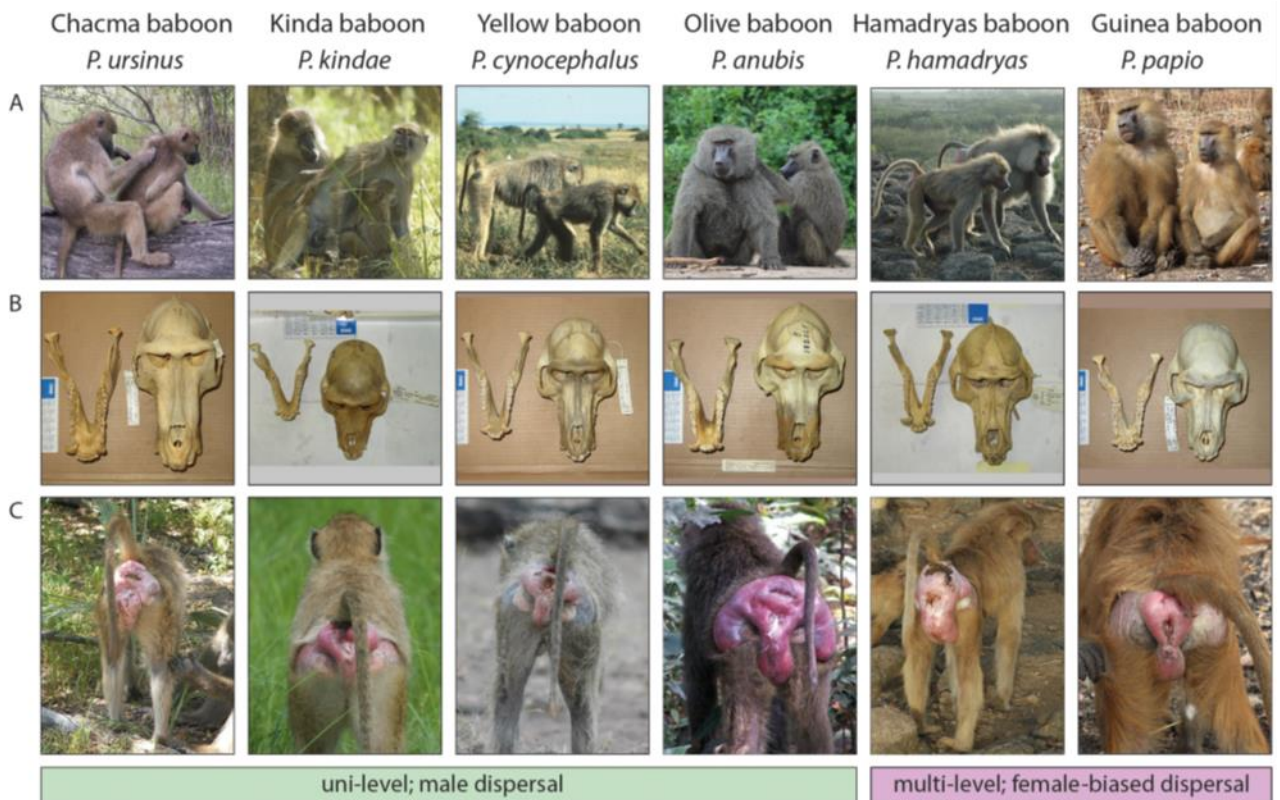 Chacma baboon
P. ursinus
Kinda baboon
P. kindae
Yellow baboon
P. cynocephalus
Olive baboon
P. anubis
Hamadryas baboon
P. hamadryas
Guinea baboon
P. papio
A
B
C
uni-level; male dispersal
multi-level; female-biased dispersal